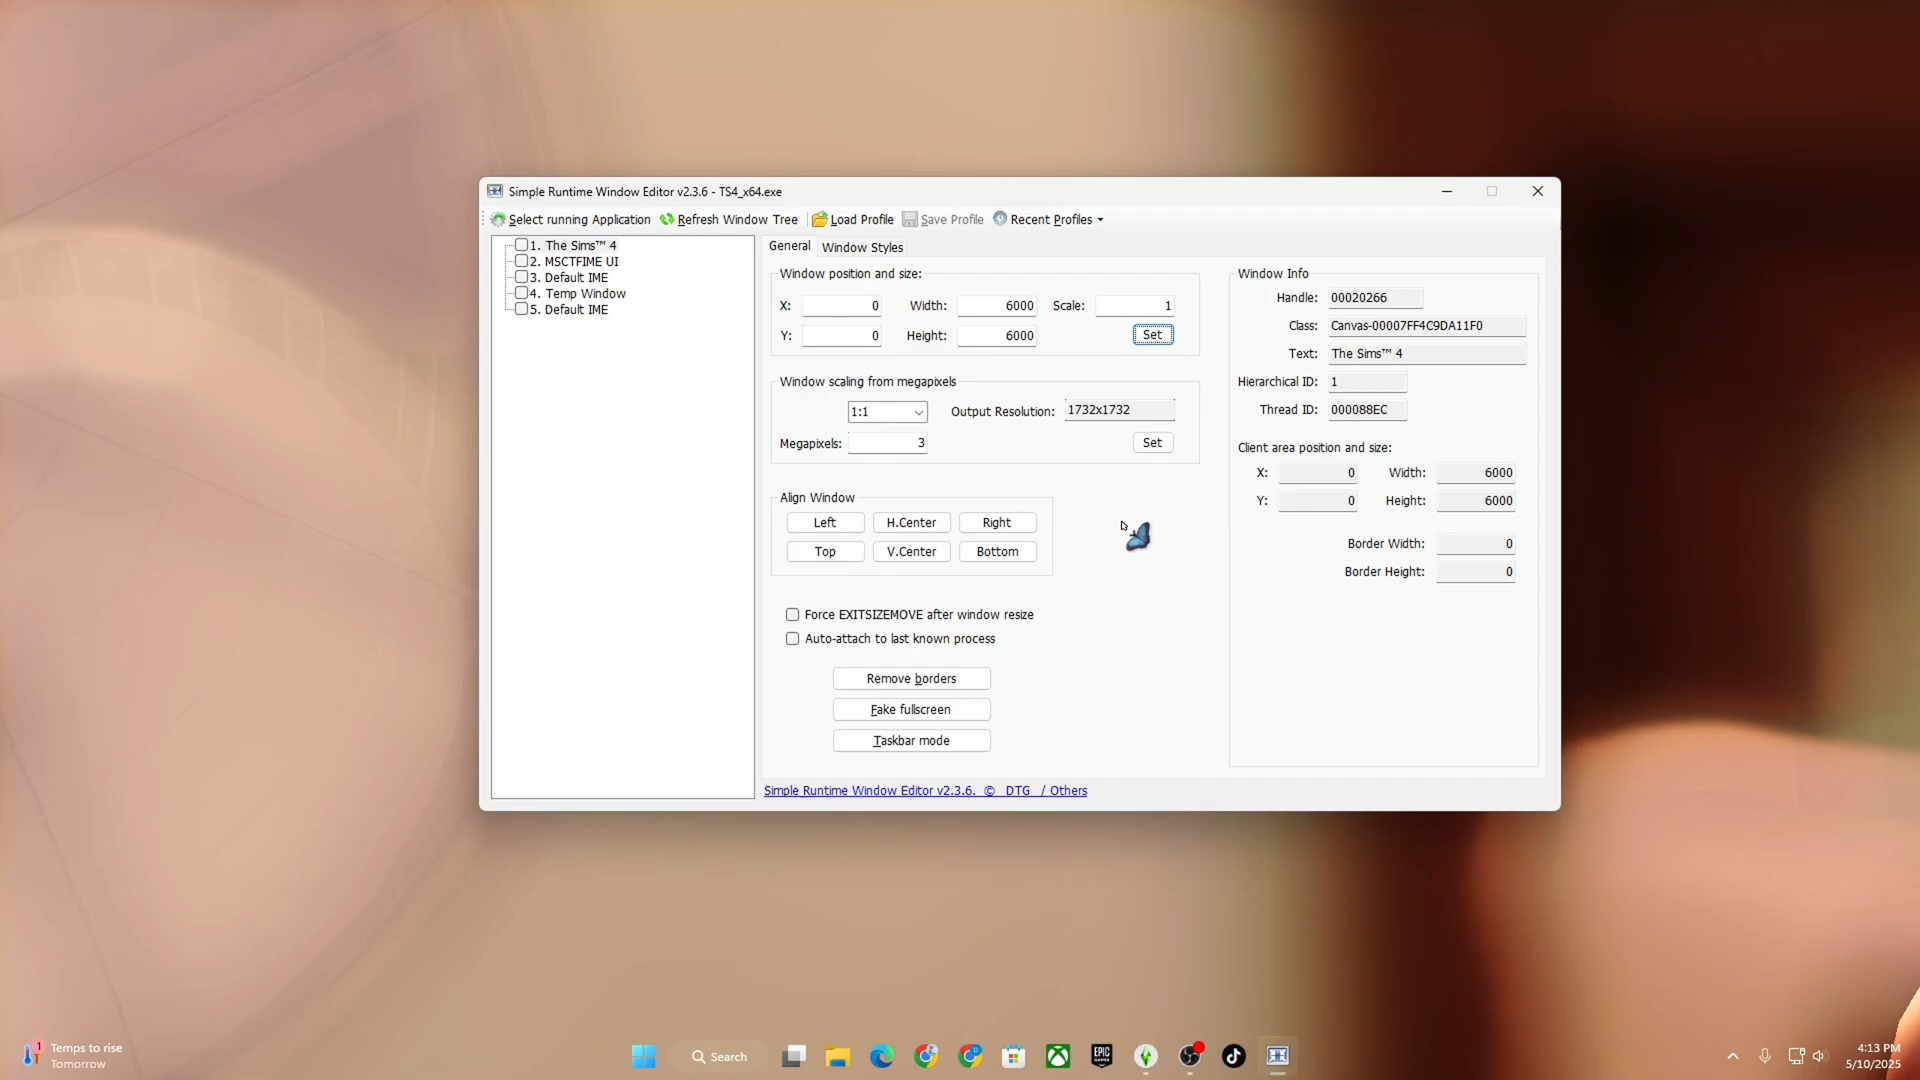 Simple Runtime Window Editor v2.3.6 - TS4_x64.exe
Select running Application Refresh Window Tree Load Profile Save Profile Recent Profiles
1. The Sims™ 4
2. MSCTFIME UI
3. Default IME
4. Temp Window
5. Default IME
General Window Styles
Window position and size:
X: 0 Width: 6000 Scale: 1
Y: 0 Height: 6000 Set
Window scaling from megapixels
1:1 Output Resolution: 1732x1732
Megapixels: 3 Set
Align Window
Left H.Center Right
Top V.Center Bottom
Force EXITSIZEMOVE after window resize
Auto-attach to last known process
Remove borders
Fake fullscreen
Taskbar mode
Simple Runtime Window Editor v2.3.6. © DTG / Others
Window Info
Handle: 00020266
Class: Canvas-00007FF4C9DA11F0
Text: The Sims™ 4
Hierarchical ID: 1
Thread ID: 000088EC
Client area position and size:
X: 0 Width: 6000
Y: 0 Height: 6000
Border Width: 0
Border Height: 0
1
Temps to rise
Tomorrow
Search
EPIC
GAMES
4:13 PM
5/10/2025